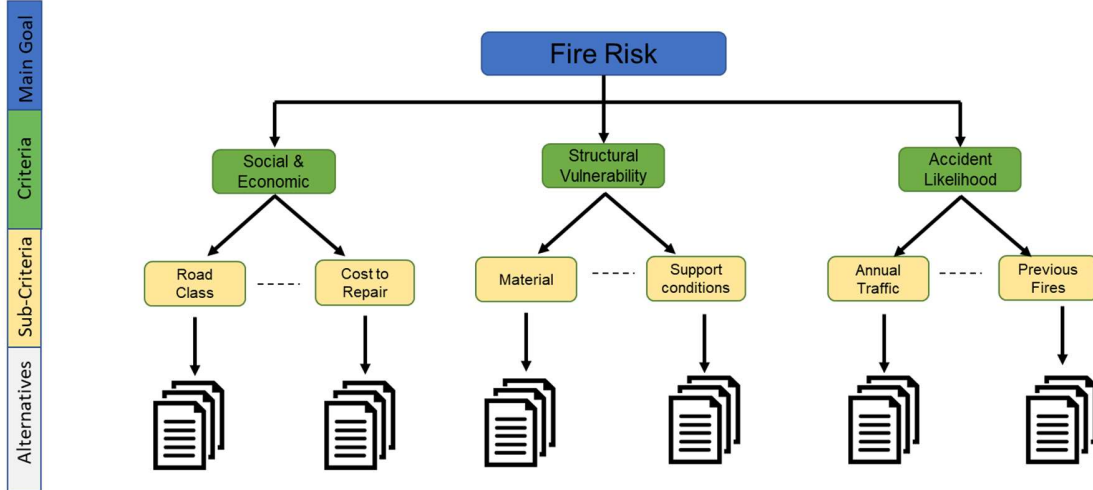 Main Goal
Fire Risk
Criteria
Social &
Economic
Structural
Vulnerability
Accident
Likelihood
Sub-Criteria
Road
Class
Cost to
Repair
Material
Support
conditions
Annual
Traffic
Previous
Fires
Alternatives